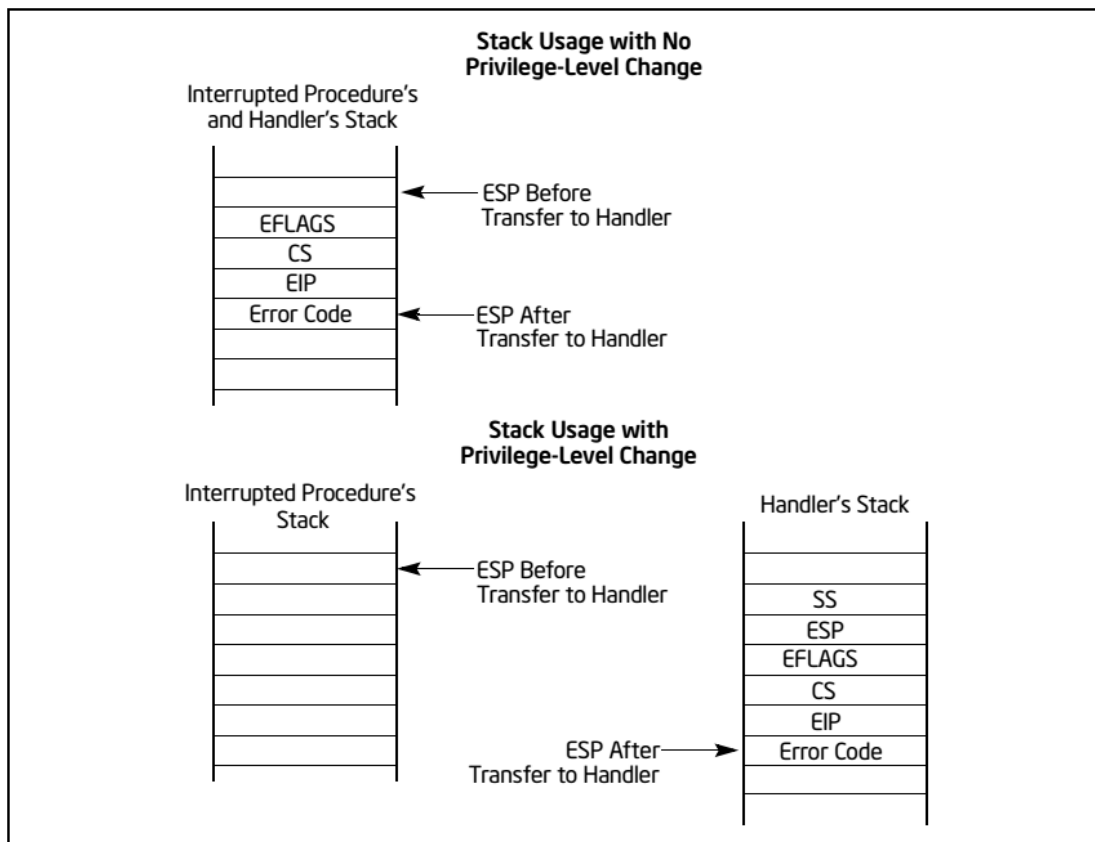 Stack Usage with No
Privilege-Level Change
Interrupted Procedure's
and Handler's Stack
ESP Before
Transfer to Handler
EFLAGS
CS
EIP
Error Code
ESP After
Transfer to Handler
Stack Usage with
Privilege-Level Change
Interrupted Procedure's
Stack
Handler's Stack
ESP Before
Transfer to Handler
SS
ESP
EFLAGS
CS
EIP
ESP After
Transfer to Handler
Error Code